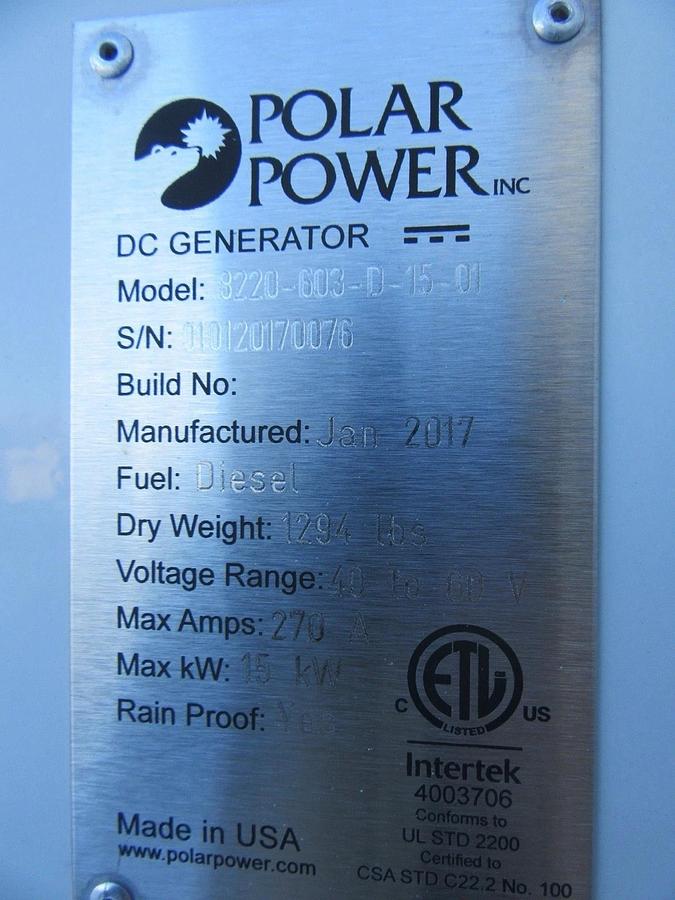 POLAR
POWER INC
DC GENERATOR
Model: 8220-603-D-15-01
S/N: 010120170076
Build No:
Manufactured: Jan 2017
Fuel: Diesel
Dry Weight: 1294 lbs
Voltage Range: 40 to 60 V
Max Amps: 270 A
Max kW: 15 kW
Rain Proof: Yes
C ETL US
LISTED
Intertek
4003706
Conforms to
UL STD 2200
Certified to
CSA STD C22.2 No. 100
Made in USA
www.polarpower.com